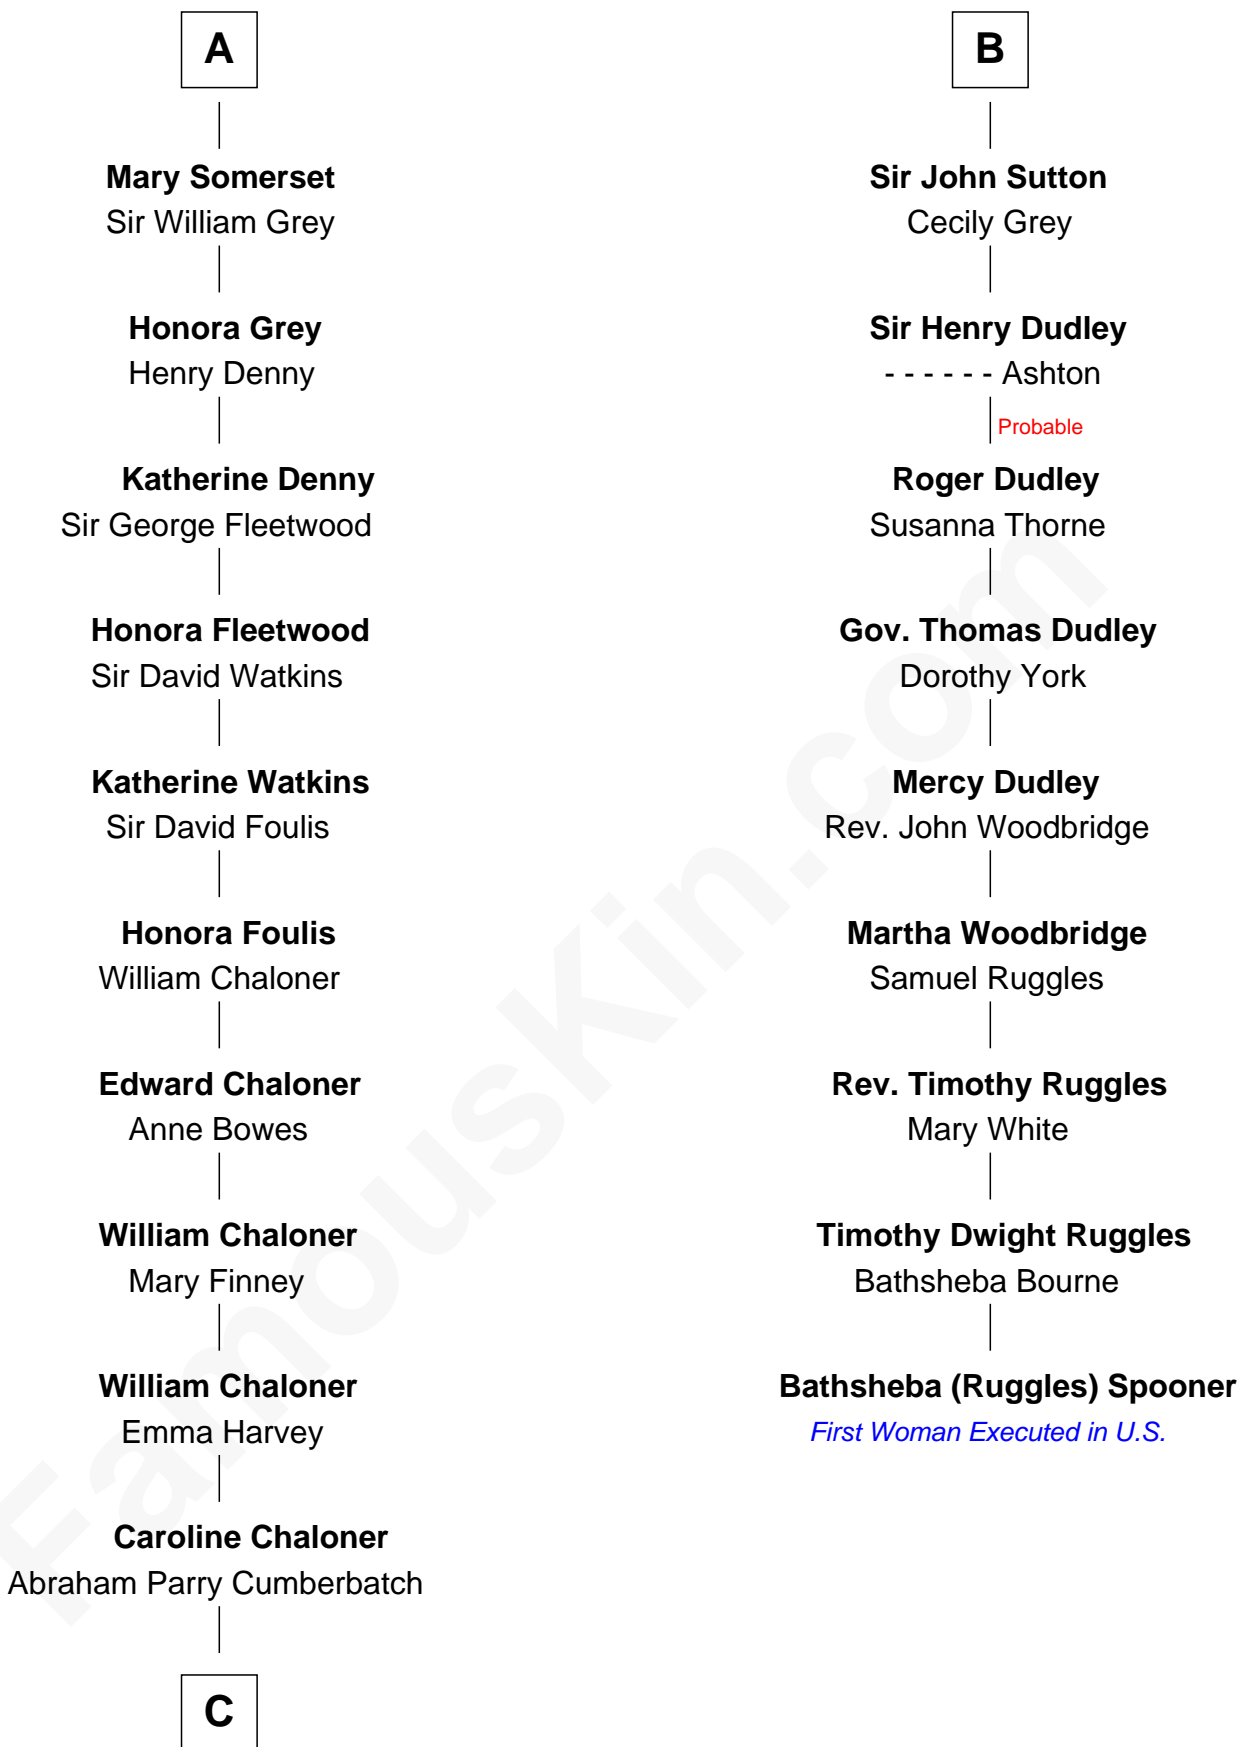 A
Mary Somerset
Sir William Grey
Honora Grey
Henry Denny
Katherine Denny
Sir George Fleetwood
Honora Fleetwood
Sir David Watkins
Katherine Watkins
Sir David Foulis
Honora Foulis
William Chaloner
Edward Chaloner
Anne Bowes
William Chaloner
Mary Finney
William Chaloner
Emma Harvey
Caroline Chaloner
Abraham Parry Cumberbatch
C
B
Sir John Sutton
Cecily Grey
Sir Henry Dudley
- - - - - - Ashton
Probable
Roger Dudley
Susanna Thorne
Gov. Thomas Dudley
Dorothy York
Mercy Dudley
Rev. John Woodbridge
Martha Woodbridge
Samuel Ruggles
Rev. Timothy Ruggles
Mary White
Timothy Dwight Ruggles
Bathsheba Bourne
Bathsheba (Ruggles) Spooner
First Woman Executed in U.S.
FamousKin.com